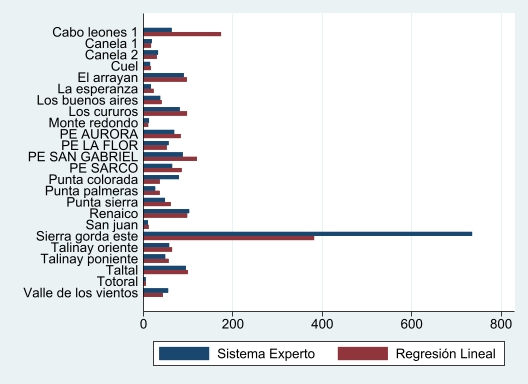 Cabo leones 1
Canela 1
Canela 2
Cuel
El arrayan
La esperanza
Los buenos aires
Los cururos
Monte redondo
PE AURORA
PE LA FLOR
PE SAN GABRIEL
PE SARCO
Punta colorada
Punta palmeras
Punta sierra
Renaico
San juan
Sierra gorda este
Talinay oriente
Talinay poniente
Taltal
Totoral
Valle de los vientos
0 200 400 600 800
Sistema Experto Regresión Lineal